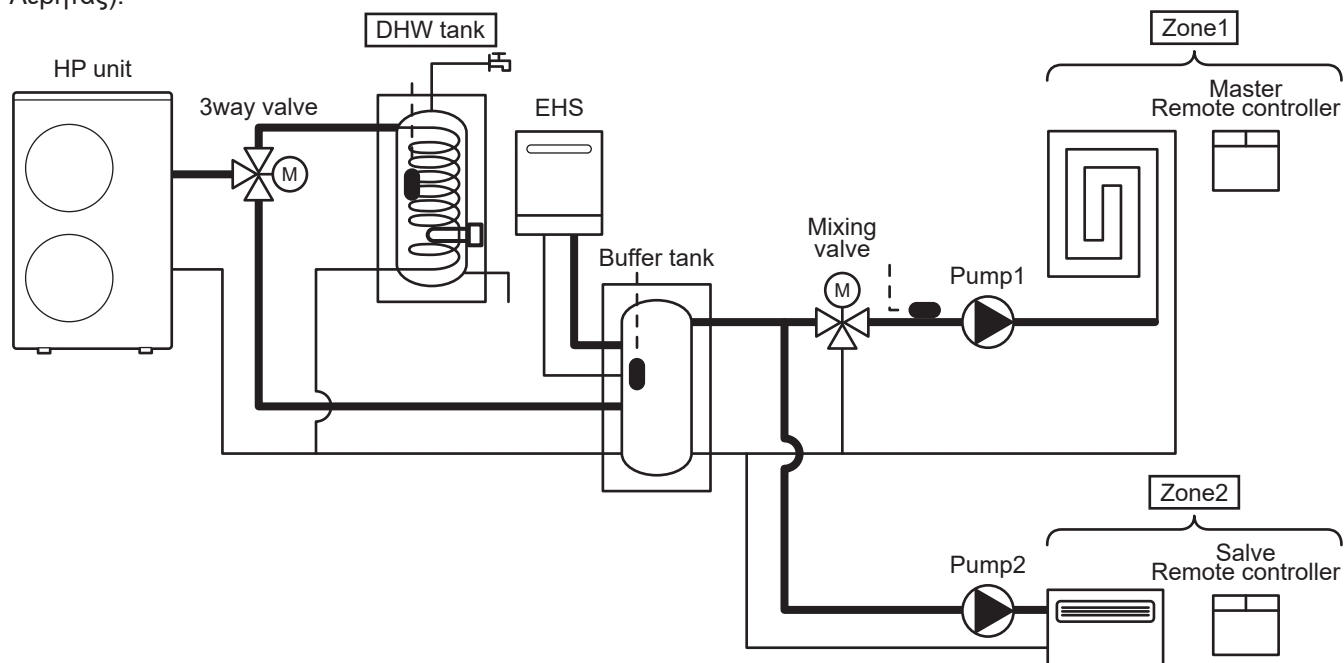 Λέβητας).
DHW tank
Zone1
HP unit
3way valve
EHS
Master
Remote controller
M
Mixing
valve
Buffer tank
M
Pump1
Zone2
Salve
Remote controller
Pump2